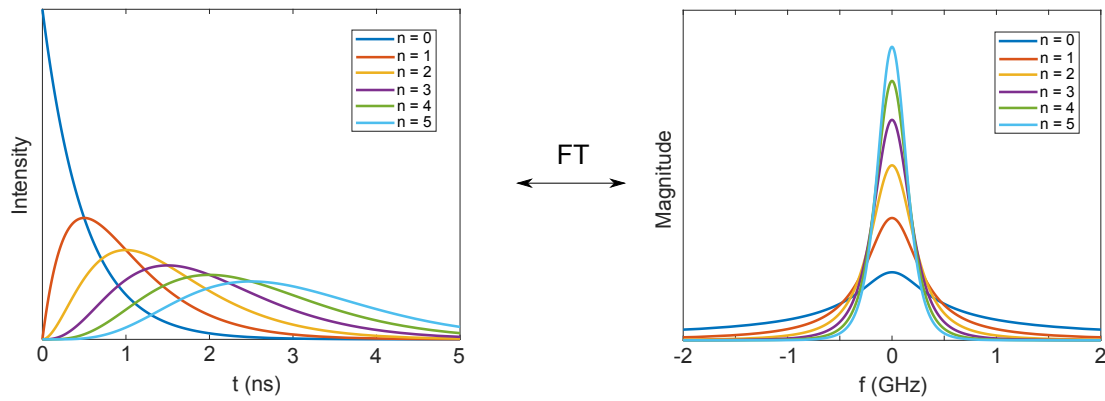 Intensity
n = 0
n = 1
n = 2
n = 3
n = 4
n = 5
0
1
2
3
4
5
t (ns)
FT
Magnitude
n = 0
n = 1
n = 2
n = 3
n = 4
n = 5
-2
-1
0
1
2
f (GHz)